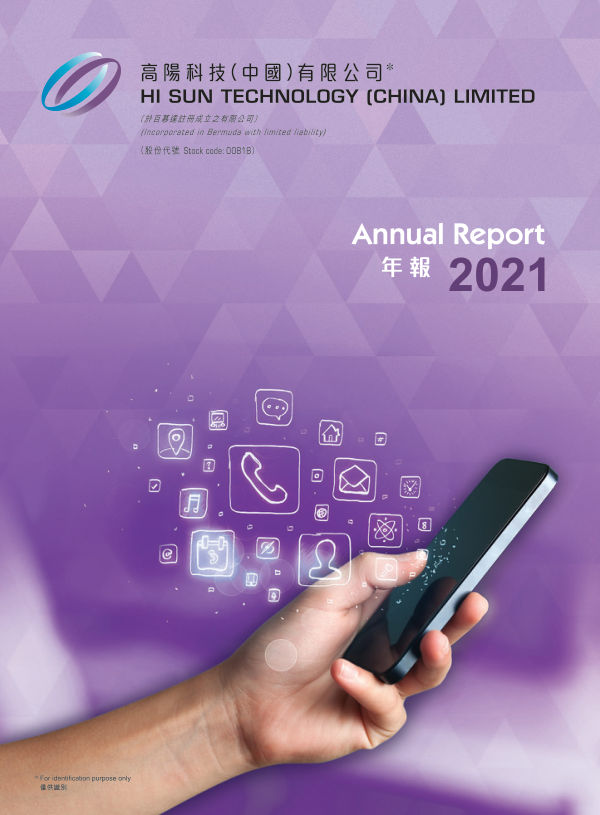 高陽科技(中國)有限公司*
HI SUN TECHNOLOGY (CHINA) LIMITED
(於百慕達註冊成立之有限公司)
(Incorporated in Bermuda with limited liability)
(股份代號 Stock code: 00818)
Annual Report
年報 2021
* For identification purpose only
僅供識別